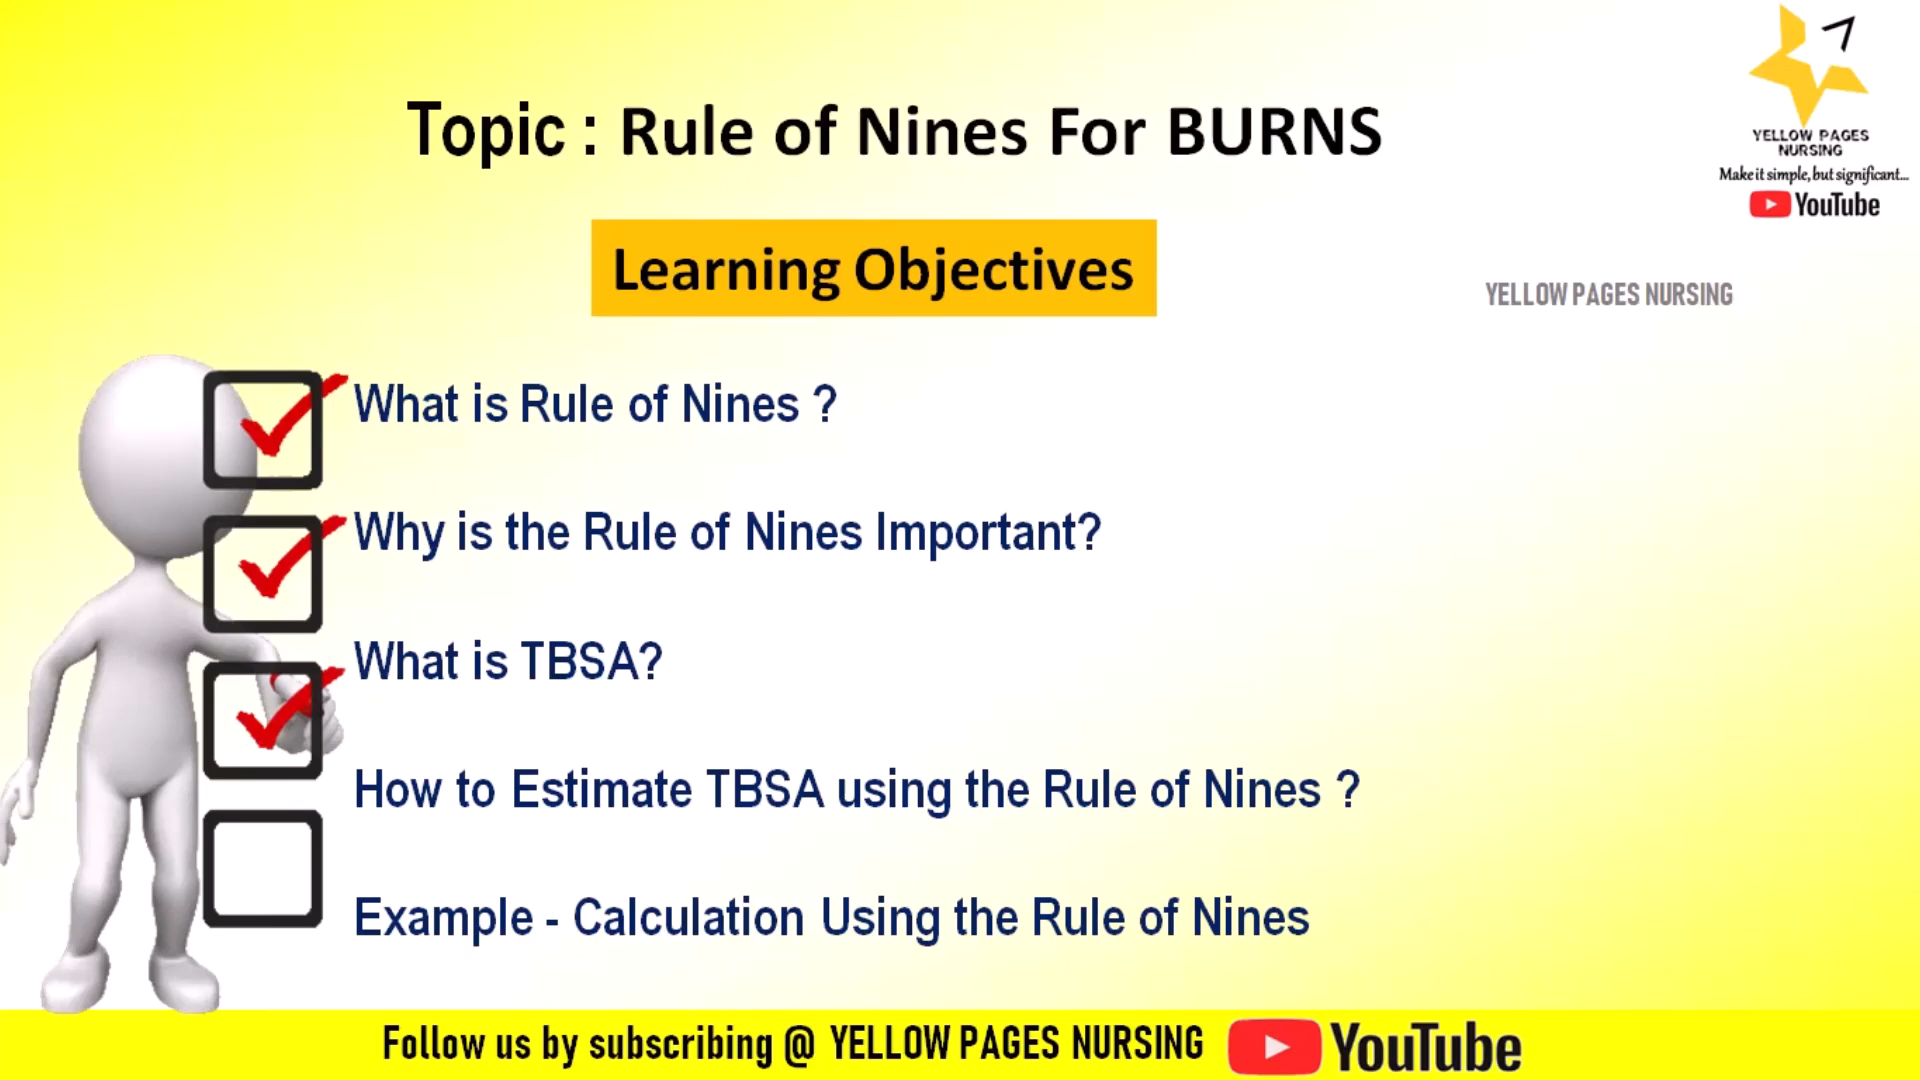 Topic : Rule of Nines For BURNS
YELLOW PAGES
NURSING
Make it simple, but significant...
YouTube
Learning Objectives
YELLOW PAGES NURSING
What is Rule of Nines ?
Why is the Rule of Nines Important?
What is TBSA?
How to Estimate TBSA using the Rule of Nines ?
Example - Calculation Using the Rule of Nines
Follow us by subscribing @ YELLOW PAGES NURSING YouTube